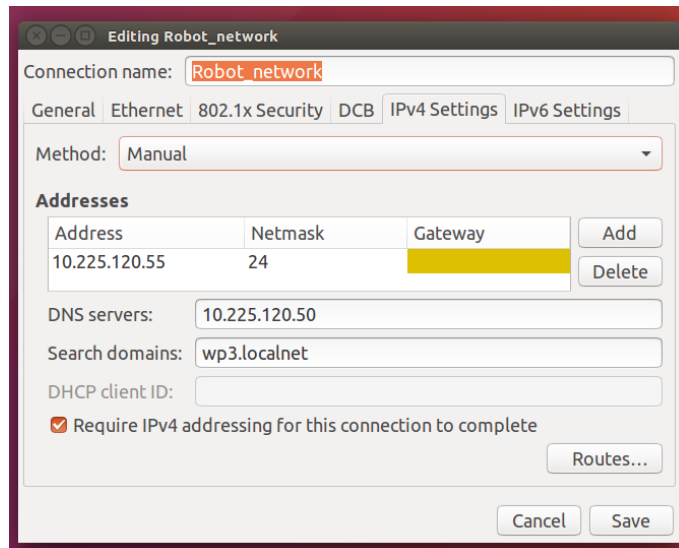 Editing Robot_network
Connection name: Robot_network
General Ethernet 802.1x Security DCB IPv4 Settings IPv6 Settings
Method: Manual
Addresses
Address Netmask Gateway Add
10.225.120.55 24
Delete
DNS servers: 10.225.120.50
Search domains: wp3.localnet
DHCP client ID:
Require IPv4 addressing for this connection to complete
Routes...
Cancel Save